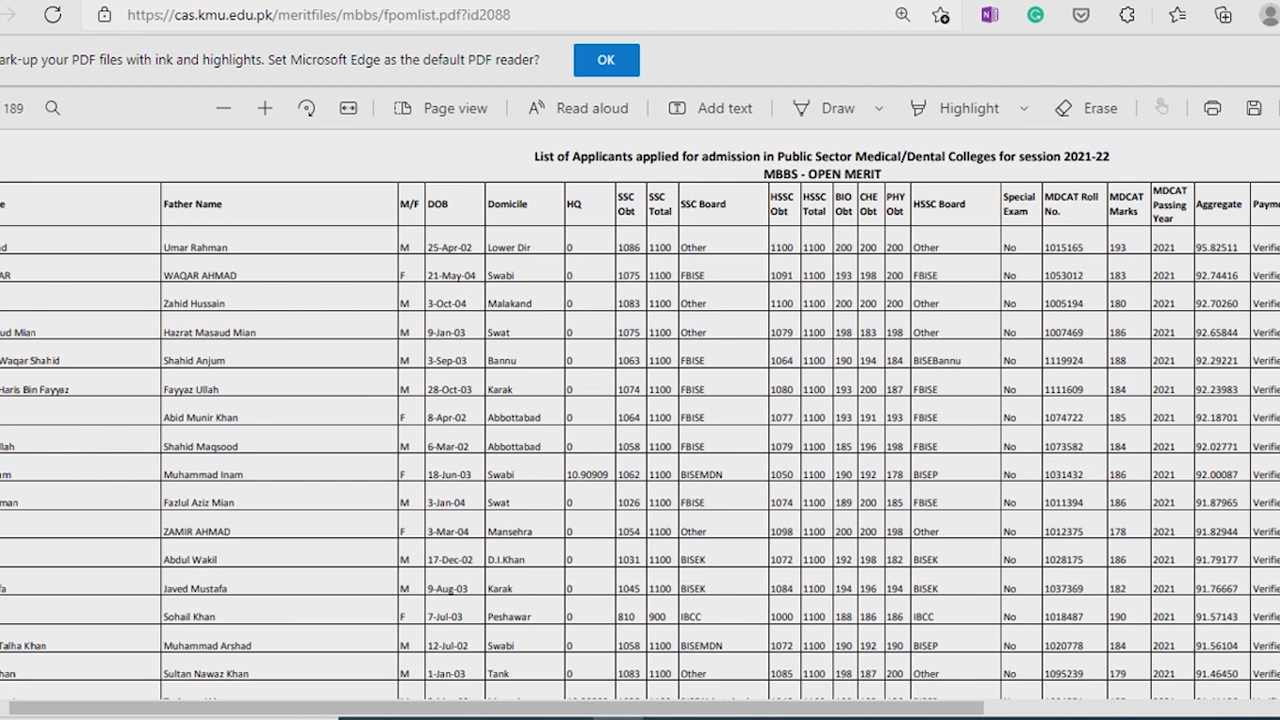 https://cas.kmu.edu.pk/meritfiles/mbbs/fpomlist.pdf?id2088
ark-up your PDF files with ink and highlights. Set Microsoft Edge as the default PDF reader? OK
189 Page view Read aloud Add text Draw Highlight Erase
List of Applicants applied for admission in Public Sector Medical/Dental Colleges for session 2021-22
MBBS - OPEN MERIT
e Father Name M/F DOB Domicile HQ SSC Obt SSC Total SSC Board HSSC Obt HSSC Total BIO Obt CHE Obt PHY Obt HSSC Board Special Exam MDCAT Roll No. MDCAT Marks MDCAT Passing Year Aggregate Payme
d Umar Rahman M 25-Apr-02 Lower Dir 0 1086 1100 Other 1100 1100 200 200 200 Other No 1015165 193 2021 95.82511 Verifie
AR WAQAR AHMAD F 21-May-04 Swabi 0 1075 1100 FBISE 1091 1100 193 198 200 FBISE No 1053012 183 2021 92.74416 Verifie
Zahid Hussain M 3-Oct-04 Malakand 0 1083 1100 Other 1100 1100 200 200 200 Other No 1005194 180 2021 92.70260 Verifie
ud Mian Hazrat Masaud Mian M 9-Jan-03 Swat 0 1075 1100 Other 1079 1100 198 183 198 Other No 1007469 186 2021 92.65844 Verifie
Waqar Shahid Shahid Anjum M 3-Sep-03 Bannu 0 1063 1100 FBISE 1064 1100 190 194 184 BISEBannu No 1119924 188 2021 92.29221 Verifie
Haris Bin Fayyaz Fayyaz Ullah M 28-Oct-03 Karak 0 1074 1100 FBISE 1080 1100 193 200 187 FBISE No 1111609 184 2021 92.23983 Verifie
Abid Munir Khan F 8-Apr-02 Abbottabad 0 1064 1100 FBISE 1077 1100 193 191 193 FBISE No 1074722 185 2021 92.18701 Verifie
llah Shahid Maqsood M 6-Mar-02 Abbottabad 0 1058 1100 FBISE 1079 1100 185 196 198 FBISE No 1073582 184 2021 92.02771 Verifie
am Muhammad Inam F 18-Jun-03 Swabi 10.90909 1062 1100 BISEMDN 1050 1100 190 192 178 BISEP No 1031432 186 2021 92.00087 Verifie
man Fazlul Aziz Mian M 3-Jan-04 Swat 0 1026 1100 FBISE 1074 1100 189 200 185 FBISE No 1011394 186 2021 91.87965 Verifie
ZAMIR AHMAD F 3-Mar-04 Mansehra 0 1054 1100 Other 1098 1100 200 200 198 Other No 1012375 178 2021 91.82944 Verifie
Abdul Wakil M 17-Dec-02 D.I.Khan 0 1031 1100 BISEK 1072 1100 192 198 182 BISEK No 1028175 186 2021 91.79177 Verifie
fa Javed Mustafa M 9-Aug-03 Karak 0 1045 1100 BISEK 1084 1100 194 196 194 BISEK No 1037369 182 2021 91.76667 Verifie
Sohail Khan F 7-Jul-03 Peshawar 0 810 900 IBCC 1000 1100 188 186 186 IBCC No 1018487 190 2021 91.57143 Verifie
Talha Khan Muhammad Arshad M 12-Jul-02 Swabi 0 1058 1100 BISEMDN 1072 1100 190 192 190 BISEP No 1020778 184 2021 91.56104 Verifie
han Sultan Nawaz Khan M 1-Jan-03 Tank 0 1083 1100 Other 1085 1100 198 187 200 Other No 1095239 179 2021 91.46450 Verifie